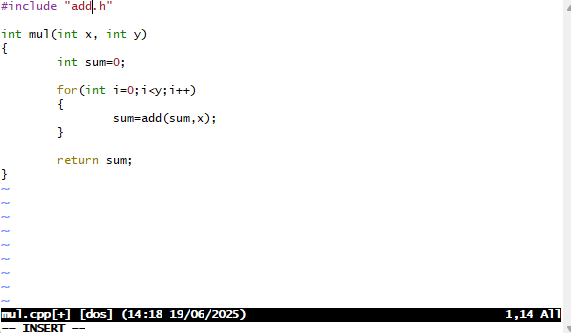 #include "add.h"

int mul(int x, int y)
{
        int sum=0;

        for(int i=0;i<y;i++)
        {
                sum=add(sum,x);
        }

        return sum;
}
~
~
~
~
~
~
~
~
~
mul.cpp[+] [dos] (14:18 19/06/2025) 1,14 All
-- INSERT --